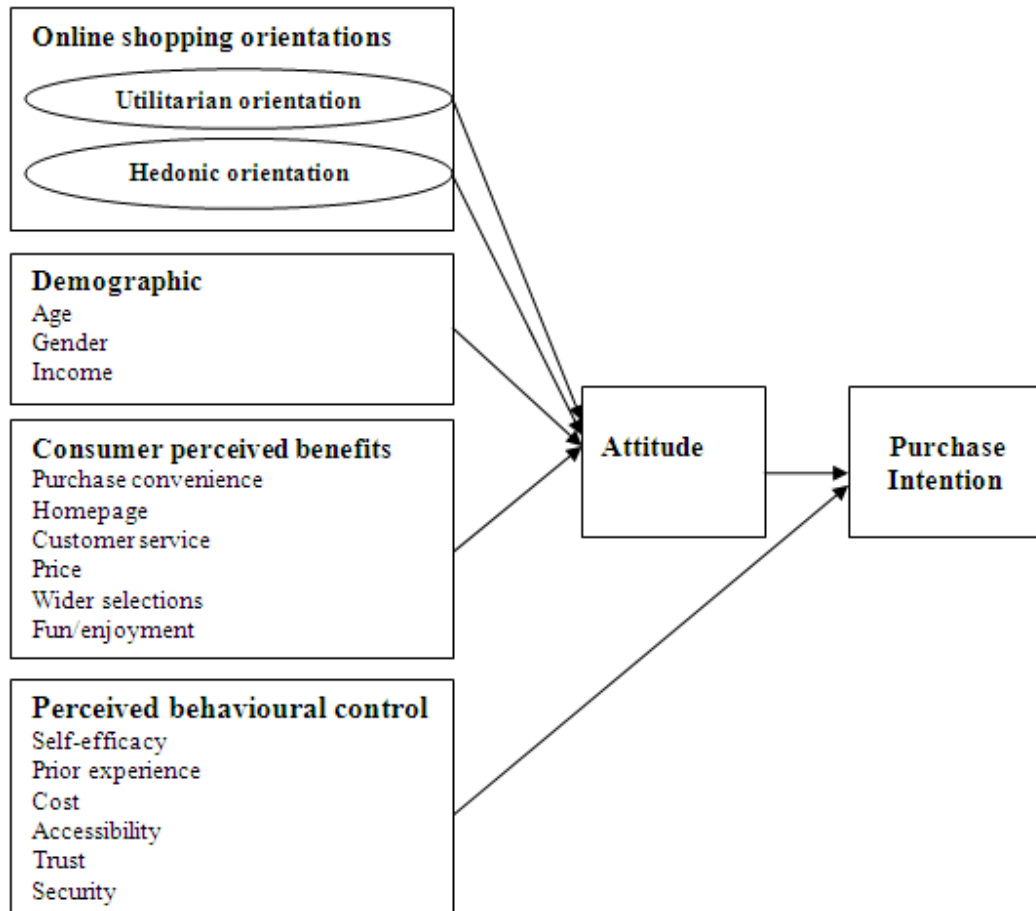 Online shopping orientations
Utilitarian orientation
Hedonic orientation
Demographic
Age
Gender
Income
Consumer perceived benefits
Purchase convenience
Homepage
Customer service
Price
Wider selections
Fun/enjoyment
Perceived behavioural control
Self-efficacy
Prior experience
Cost
Accessibility
Trust
Security
Attitude
Purchase
Intention